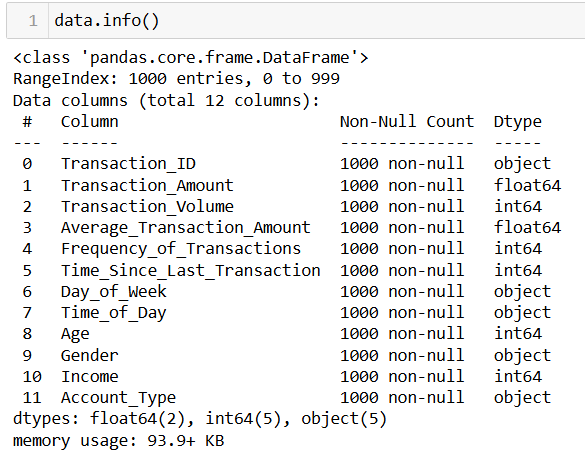 1 data.info()
<class 'pandas.core.frame.DataFrame'>
RangeIndex: 1000 entries, 0 to 999
Data columns (total 12 columns):
 #   Column                       Non-Null Count  Dtype
---  ------                       --------------  -----
 0   Transaction_ID               1000 non-null   object
 1   Transaction_Amount           1000 non-null   float64
 2   Transaction_Volume           1000 non-null   int64
 3   Average_Transaction_Amount   1000 non-null   float64
 4   Frequency_of_Transactions    1000 non-null   int64
 5   Time_Since_Last_Transaction  1000 non-null   int64
 6   Day_of_Week                  1000 non-null   object
 7   Time_of_Day                  1000 non-null   object
 8   Age                          1000 non-null   int64
 9   Gender                       1000 non-null   object
 10  Income                       1000 non-null   int64
 11  Account_Type                 1000 non-null   object
dtypes: float64(2), int64(5), object(5)
memory usage: 93.9+ KB